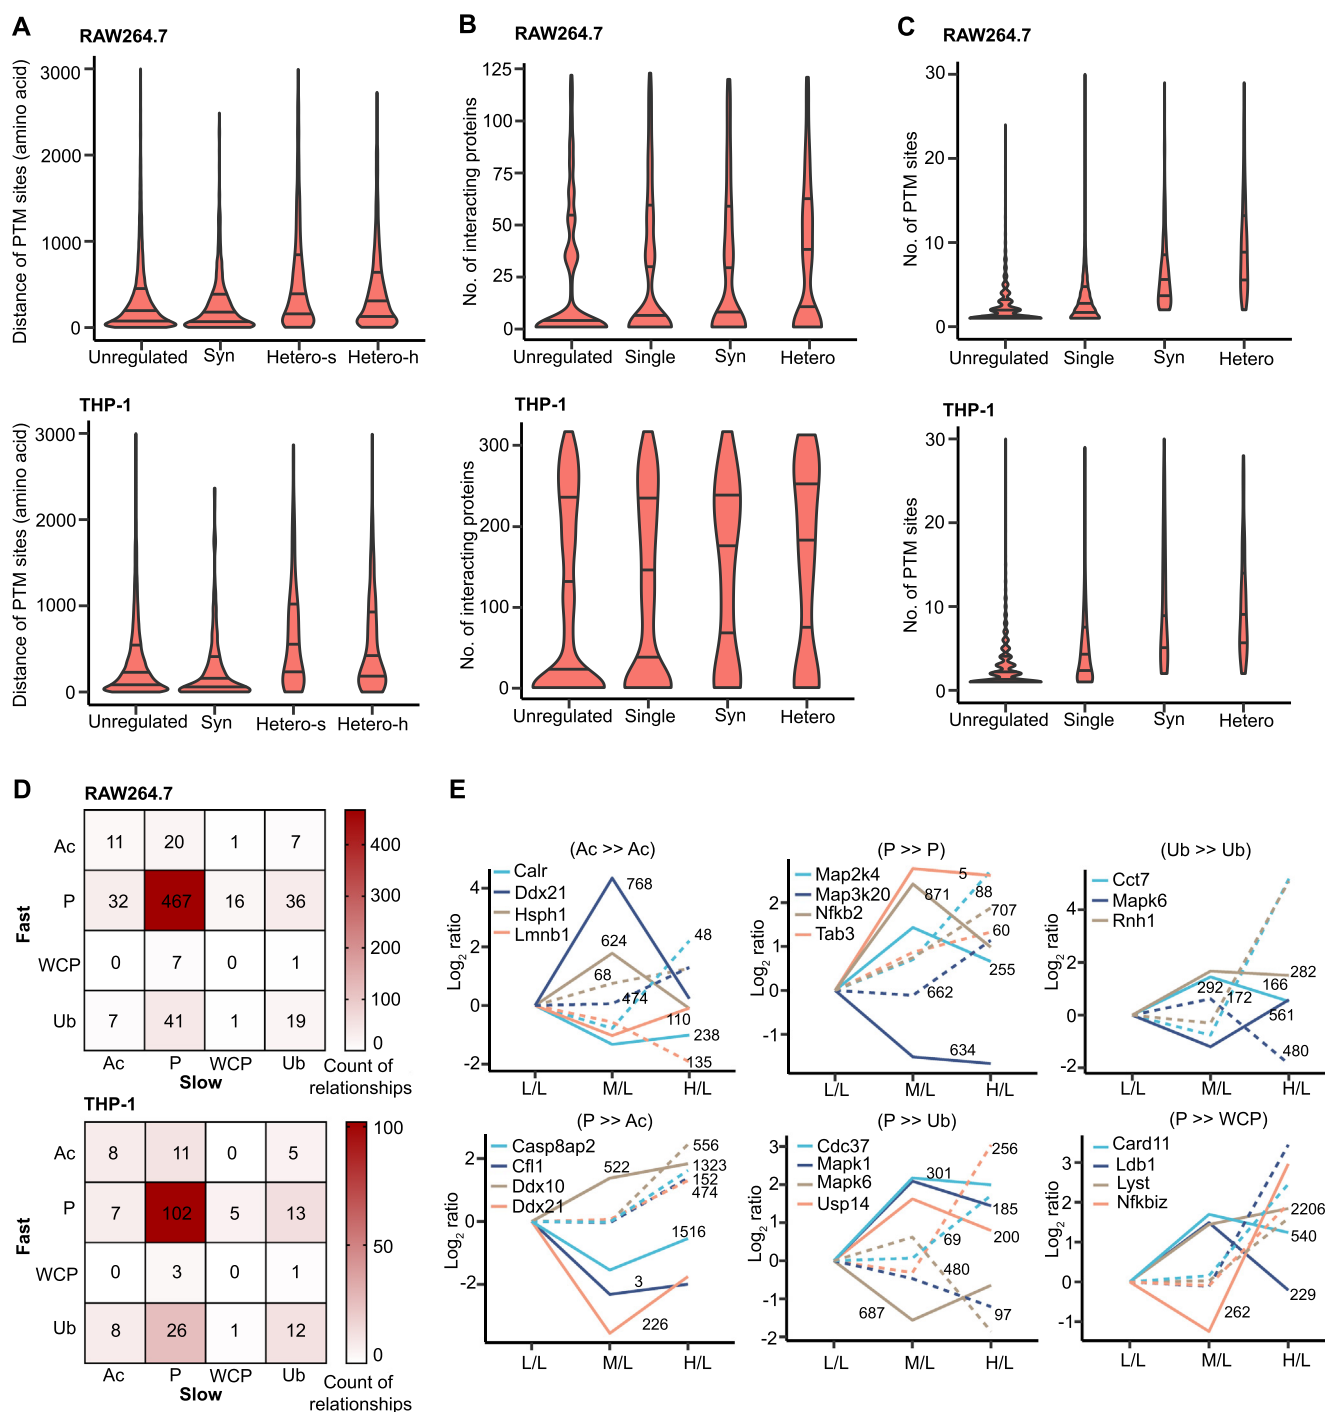 A
RAW264.7
Distance of PTM sites (amino acid)
3000
2000
1000
0
Unregulated Syn Hetero-s Hetero-h
THP-1
Distance of PTM sites (amino acid)
3000
2000
1000
0
Unregulated Syn Hetero-s Hetero-h
B
RAW264.7
No. of interacting proteins
125
100
75
50
25
0
Unregulated Single Syn Hetero
THP-1
No. of interacting proteins
300
200
100
0
Unregulated Single Syn Hetero
C
RAW264.7
No. of PTM sites
30
20
10
0
Unregulated Single Syn Hetero
THP-1
No. of PTM sites
30
20
10
0
Unregulated Single Syn Hetero
D
RAW264.7
Fast
Ac 11 20 1 7
P 32 467 16 36
WCP 0 7 0 1
Ub 7 41 1 19
Ac P WCP Ub
Slow
400
300
200
100
0
Count of
relationships
THP-1
Fast
Ac 8 11 0 5
P 7 102 5 13
WCP 0 3 0 1
Ub 8 26 1 12
Ac P WCP Ub
Slow
100
50
0
Count of
relationships
E
(Ac >> Ac)
Log2 ratio
4
2
0
-2
Calr
Ddx21
Hsph1
Lmnb1
768
624
68
474
48
110
238
135
L/L M/L H/L
(P >> P)
Log2 ratio
2
1
0
-1
Map2k4
Map3k20
Nfkb2
Tab3
5
88
871
707
60
255
662
634
L/L M/L H/L
(Ub >> Ub)
Log2 ratio
4
2
0
-2
Cct7
Mapk6
Rnh1
282
292
166
172
561
480
L/L M/L H/L
(P >> Ac)
Log2 ratio
2
0
-2
Casp8ap2
Cfl1
Ddx10
Ddx21
522
556
1323
152
474
1516
3
226
L/L M/L H/L
(P >> Ub)
Log2 ratio
3
2
1
0
-1
-2
Cdc37
Mapk1
Mapk6
Usp14
301
256
185
200
69
480
687
97
L/L M/L H/L
(P >> WCP)
Log2 ratio
3
2
1
0
-1
Card11
Ldb1
Lyst
Nfkbiz
2206
540
229
262
L/L M/L H/L